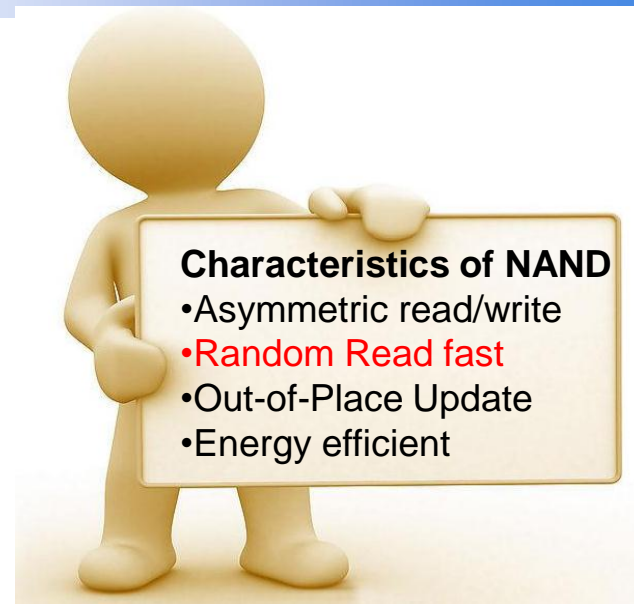 Characteristics of NAND
•Asymmetric read/write
•Random Read fast
•Out-of-Place Update
•Energy efficient